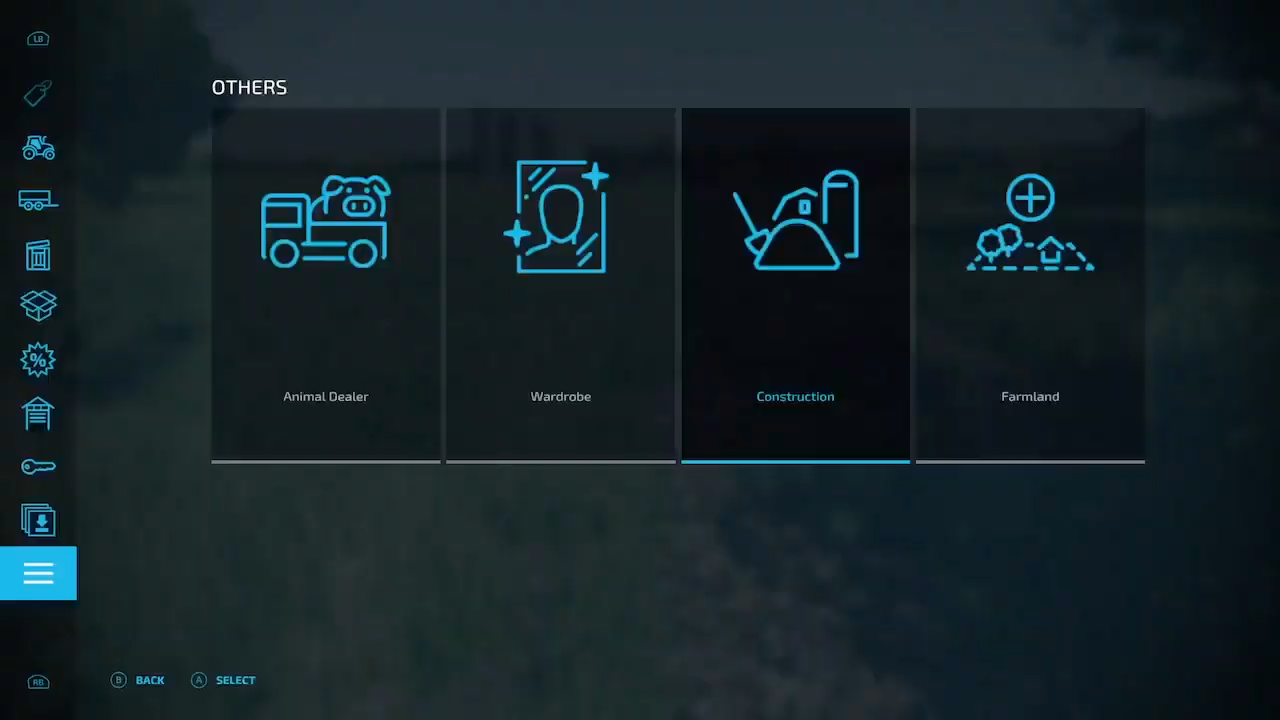 LB
OTHERS
%
Animal Dealer
Wardrobe
Construction
Farmland
RB
B BACK
A SELECT